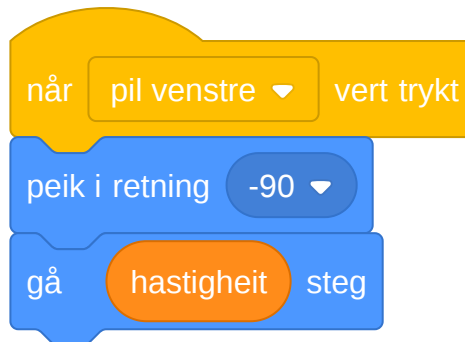 når pil venstre vert trykt
peik i retning -90
gå hastigheit steg